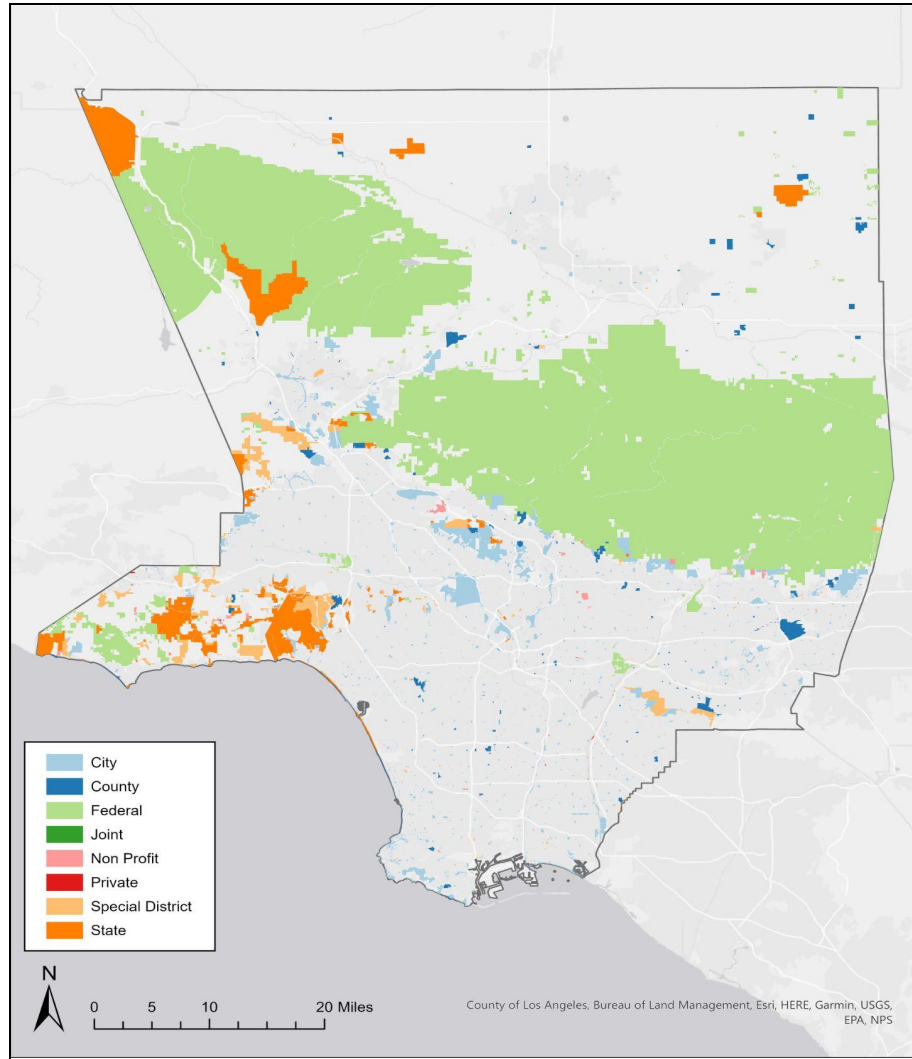 City
County
Federal
Joint
Non Profit
Private
Special District
State
N
0 5 10 20 Miles
County of Los Angeles, Bureau of Land Management, Esri, HERE, Garmin, USGS,
EPA, NPS